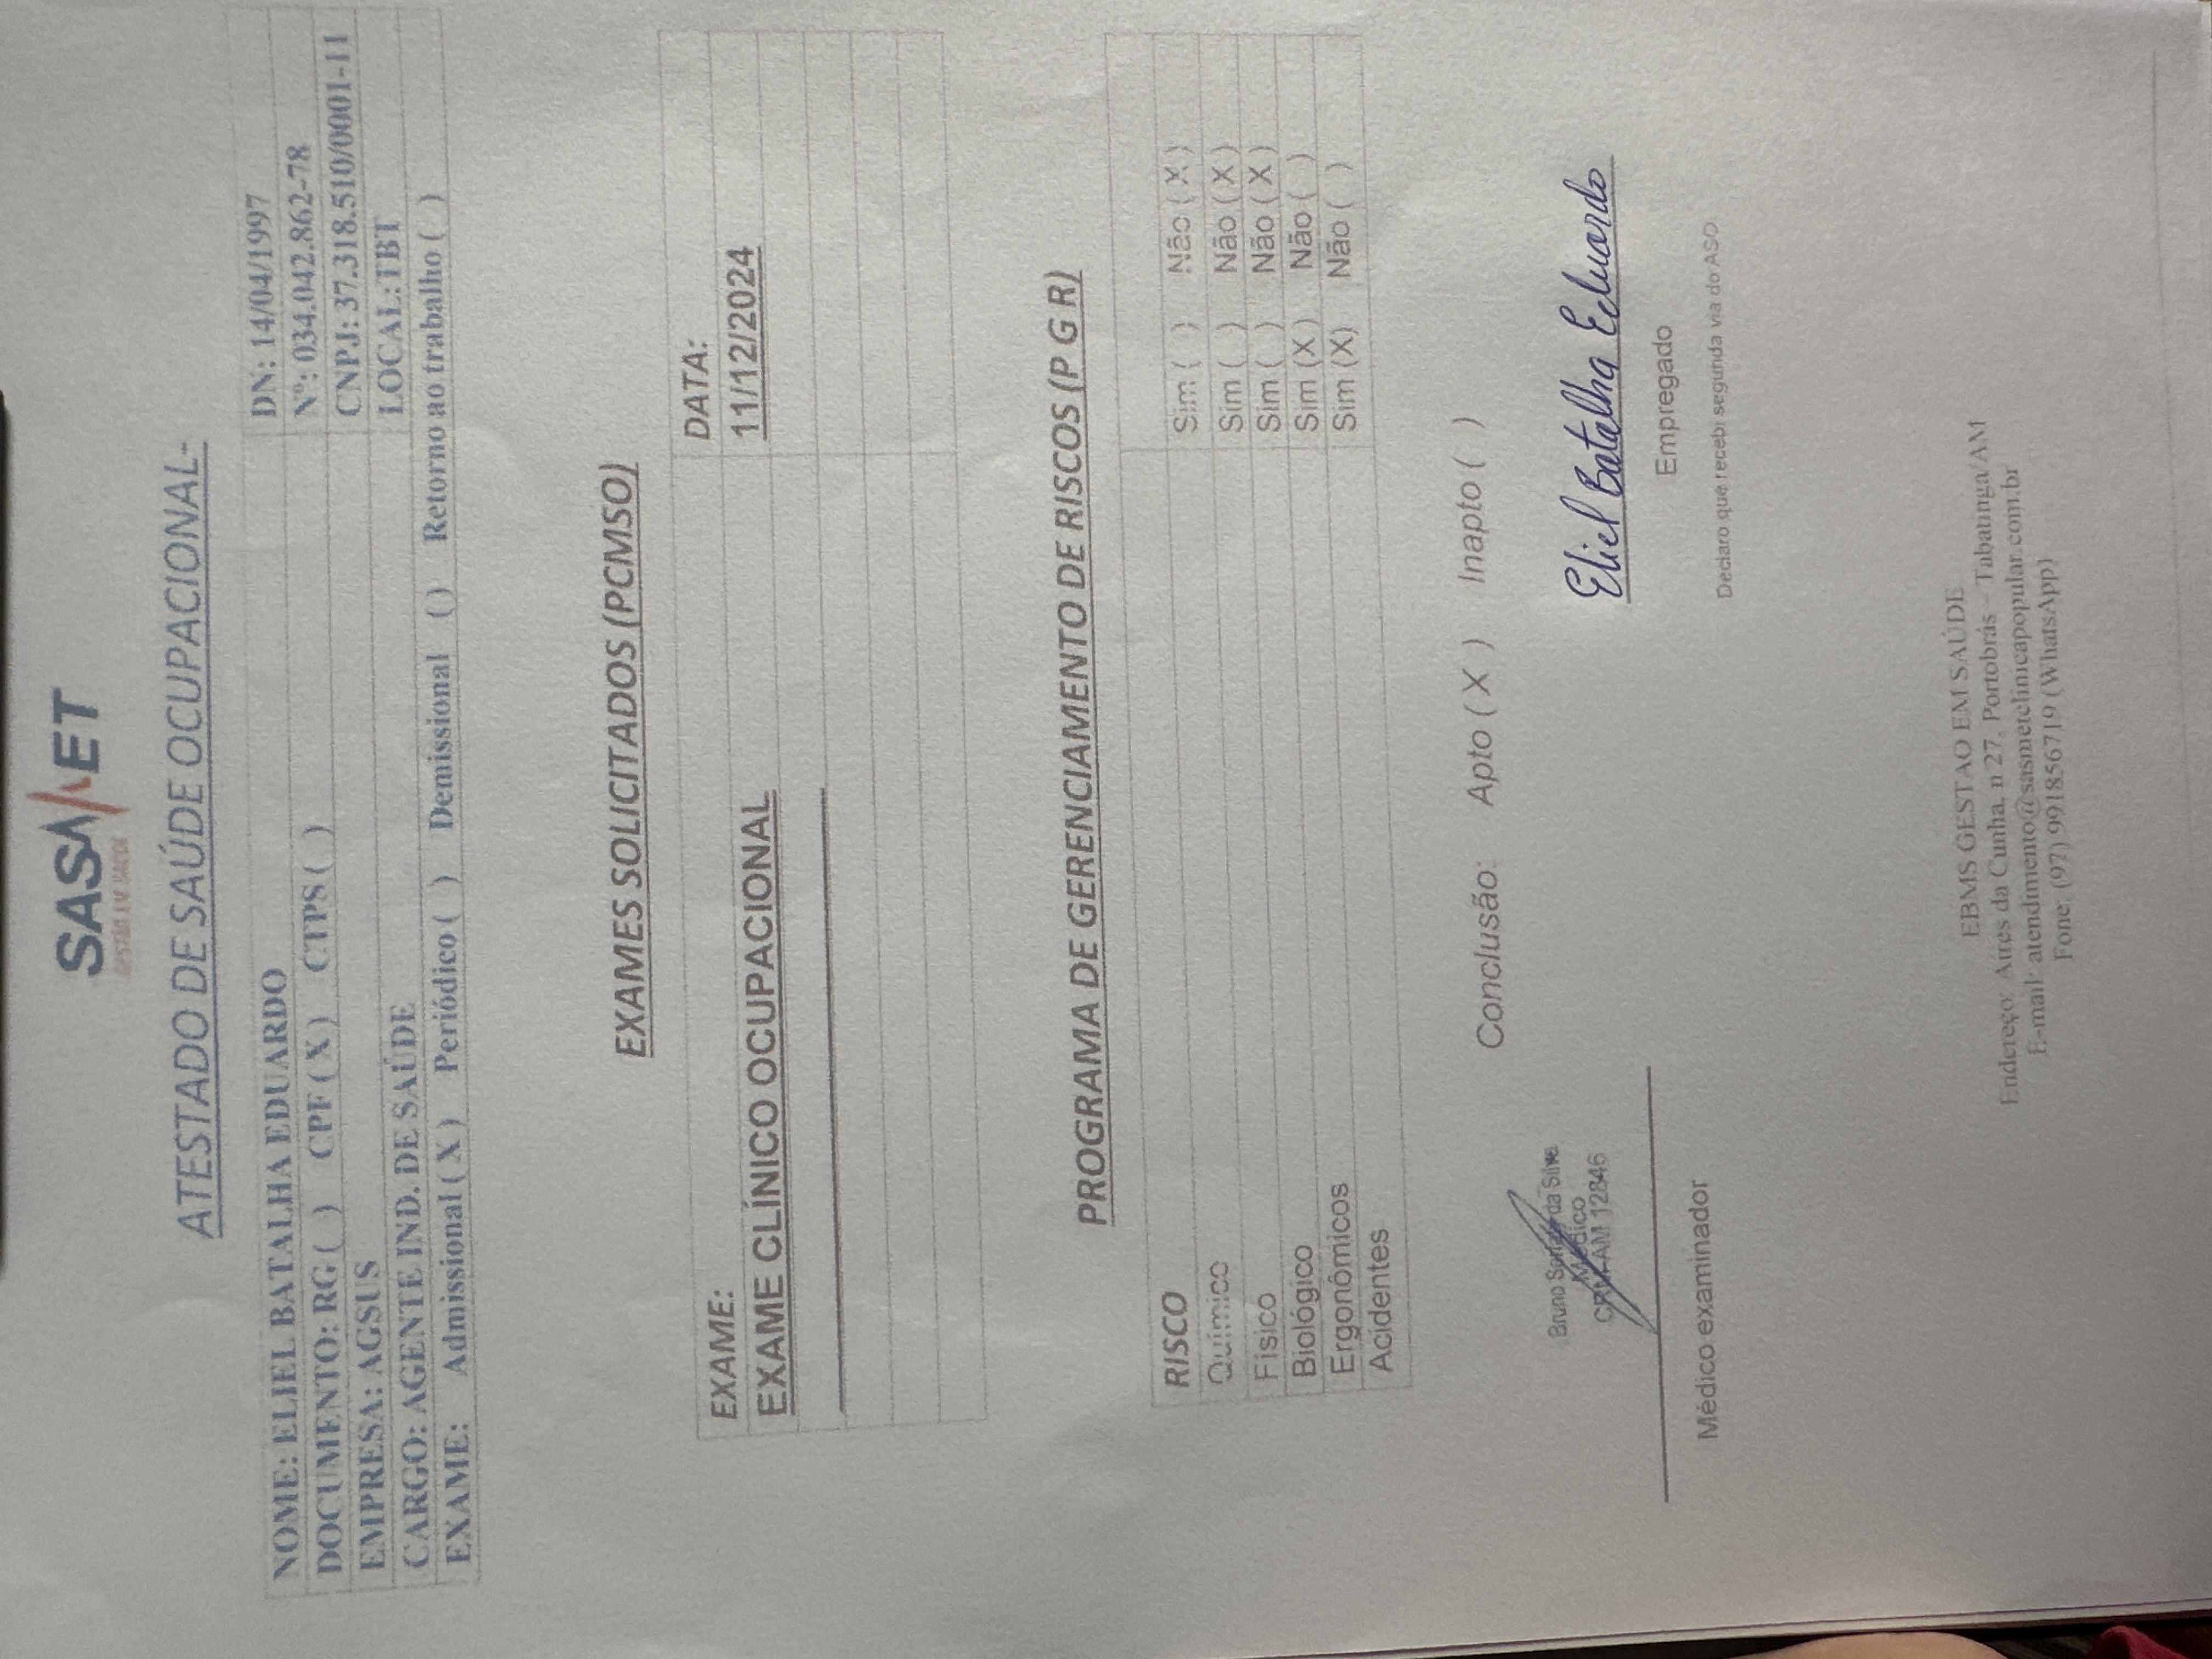 SASMET
GESTÃO EM SAÚDE
ATESTADO DE SAÚDE OCUPACIONAL-
NOME: ELIEL BATALHA EDUARDO DN: 14/04/1997
DOCUMENTO: RG ( ) CPF ( X ) CTPS ( ) Nº: 034.042.862-78
EMPRESA: AGSUS CNPJ: 37.318.510/0001-11
CARGO: AGENTE IND. DE SAÚDE LOCAL:TBT
EXAME: Admissional ( X ) Periódico ( ) Demissional ( ) Retorno ao trabalho ( )
EXAMES SOLICITADOS (PCMSO)
EXAME: DATA:
EXAME CLÍNICO OCUPACIONAL 11/12/2024
PROGRAMA DE GERENCIAMENTO DE RISCOS (P G R)
RISCO
Químico Sim ( ) Não ( X )
Físico Sim ( ) Não ( X )
Biológico Sim ( ) Não ( X )
Ergonômicos Sim (X ) Não ( )
Acidentes Sim (X) Não ( )
Conclusão: Apto ( X ) Inapto ( )
Bruno da Silva
Médico
CRM-AM 12846
Médico examinador
Eliel Batalha Eduardo
Empregado
Declaro que recebi segunda via do ASO.
EBMS GESTAO EM SAÚDE
Endereço: Aires da Cunha, n 27, Portobrás – Tabatinga/AM
E-mail: atendimento@sasmetclinicapopular.com.br
Fone: (97) 991856719 (WhatsApp)